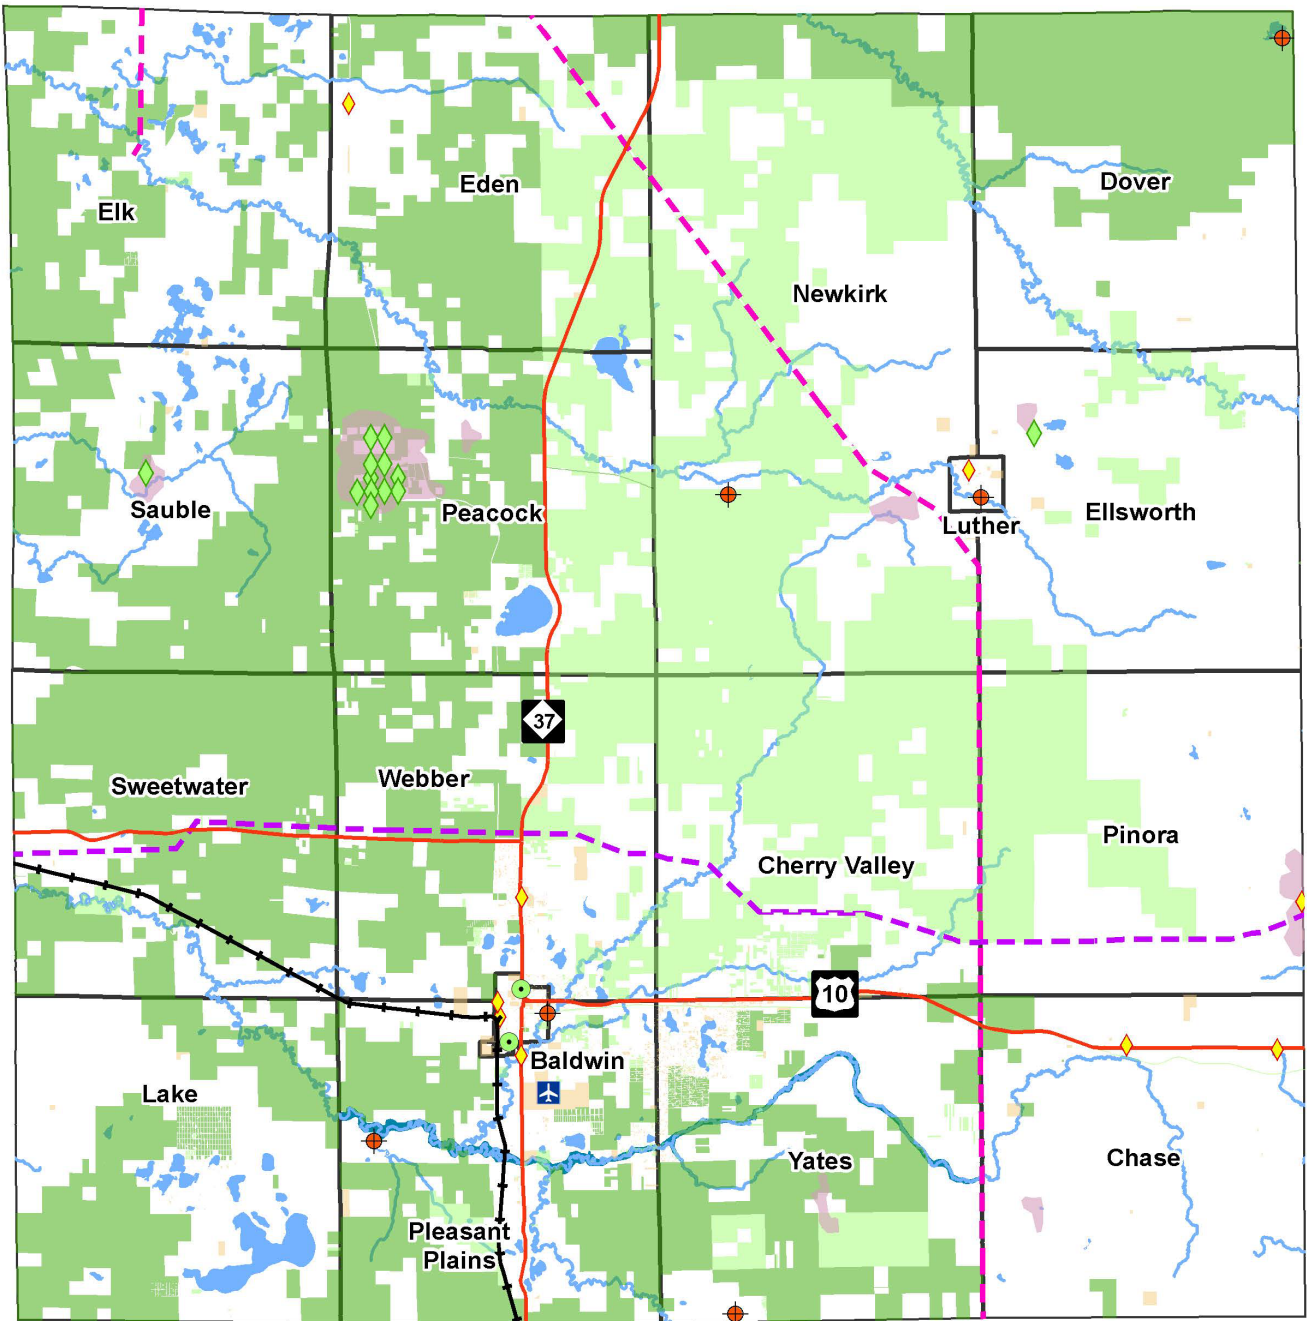 Eden
Dover
Elk
Newkirk
Sauble
Peacock
Luther
Ellsworth
37
Sweetwater
Webber
Pinora
Cherry Valley
10
Baldwin
Lake
Yates
Chase
Pleasant
Plains